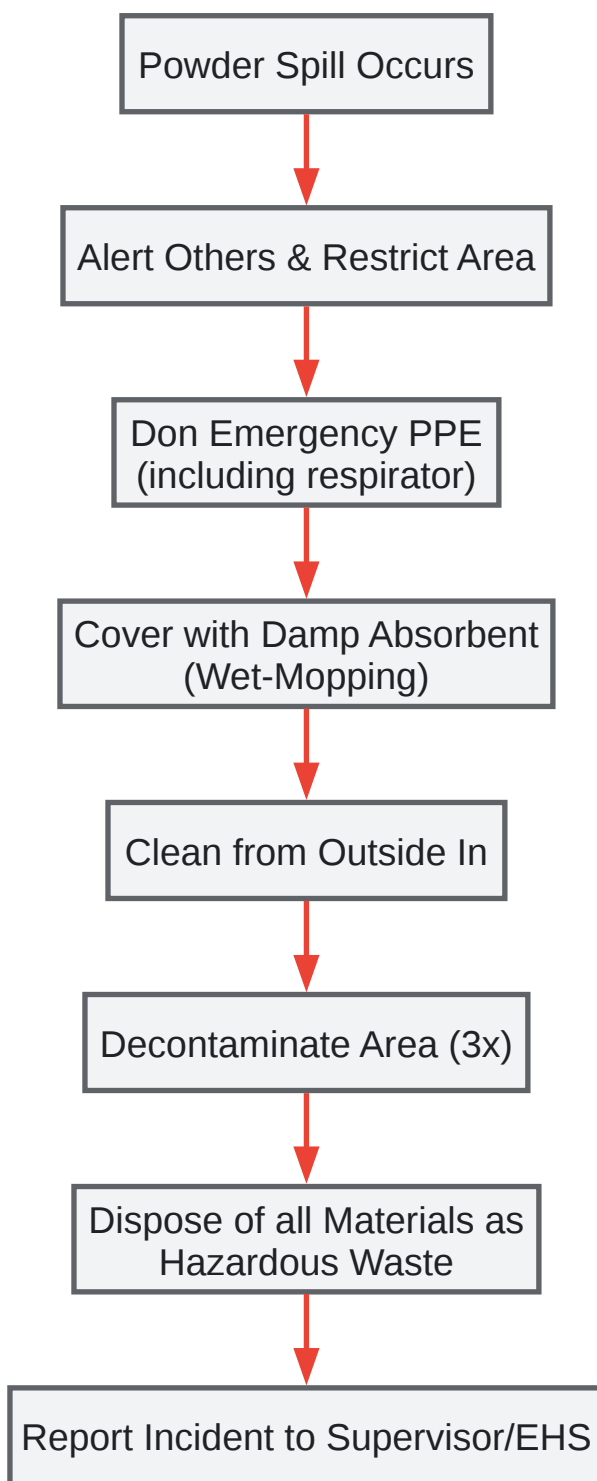 Powder Spill Occurs
Alert Others & Restrict Area
Don Emergency PPE
(including respirator)
Cover with Damp Absorbent
(Wet-Mopping)
Clean from Outside In
Decontaminate Area (3x)
Dispose of all Materials as
Hazardous Waste
Report Incident to Supervisor/EHS